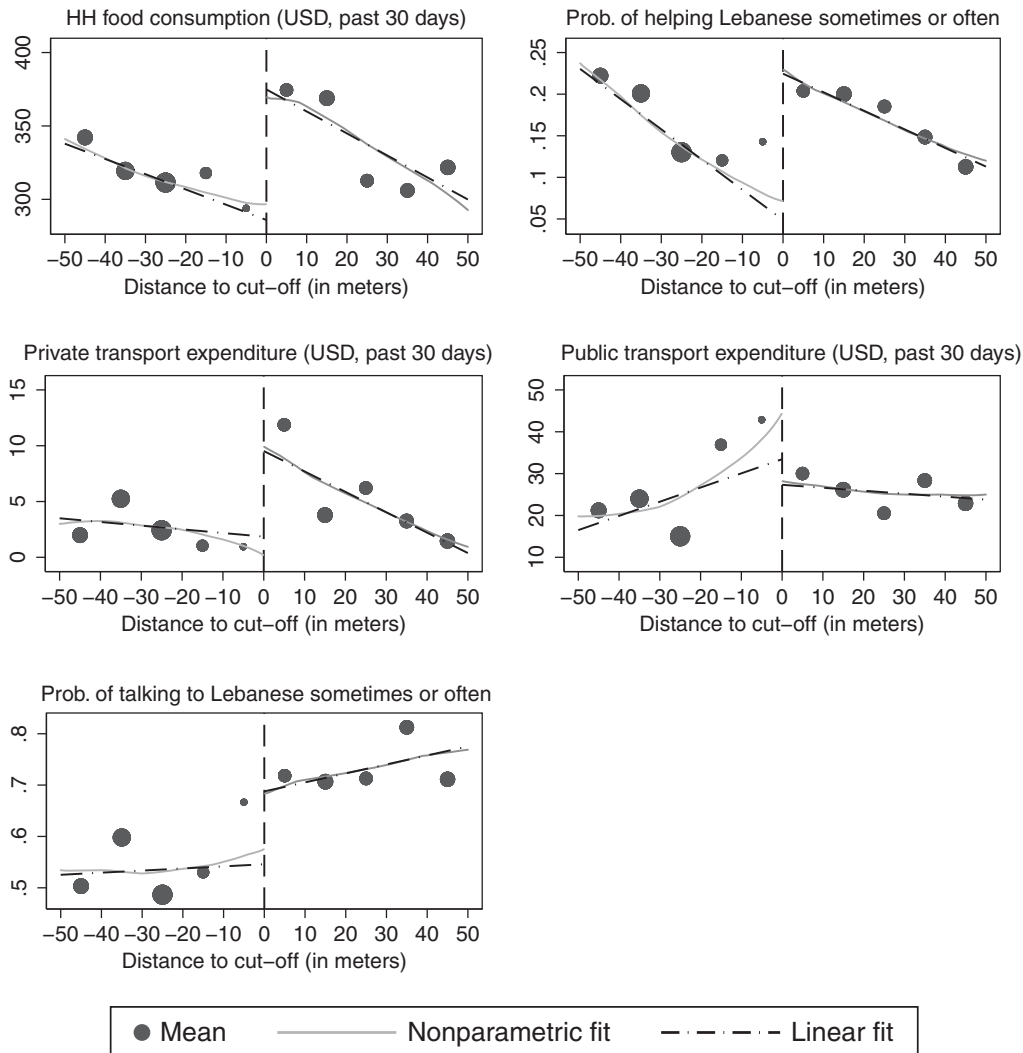 HH food consumption (USD, past 30 days)
400
350
300
−50 −40 −30 −20 −10 0 10 20 30 40 50
Distance to cut−off (in meters)
Prob. of helping Lebanese sometimes or often
.25
.2
.15
.1
.05
−50 −40 −30 −20 −10 0 10 20 30 40 50
Distance to cut−off (in meters)
Private transport expenditure (USD, past 30 days)
15
10
5
0
−50 −40 −30 −20 −10 0 10 20 30 40 50
Distance to cut−off (in meters)
Public transport expenditure (USD, past 30 days)
50
40
30
20
10
−50 −40 −30 −20 −10 0 10 20 30 40 50
Distance to cut−off (in meters)
Prob. of talking to Lebanese sometimes or often
.8
.7
.6
.5
−50 −40 −30 −20 −10 0 10 20 30 40 50
Distance to cut−off (in meters)
Mean Nonparametric fit Linear fit